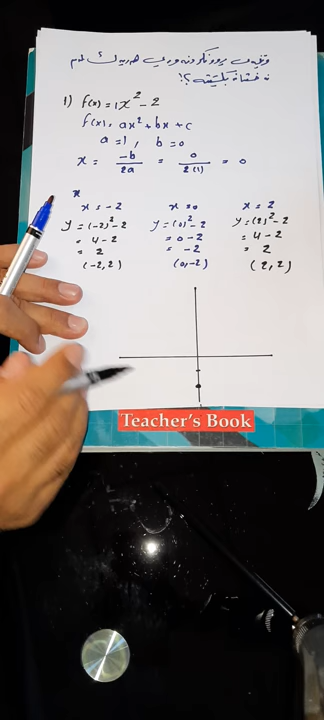 1) f(x) = 1x² - 2
f(x) = ax² + bx + c
a = 1 , b = 0
x = -b/2a = 0/2(1) = 0
x
x = -2    x = 0    x = 2
y = (-2)² - 2    y = (0)² - 2    y = (2)² - 2
= 4 - 2    = 0 - 2    = 4 - 2
= 2    = -2    = 2
(-2, 2)    (0, -2)    (2, 2)
Teacher's Book